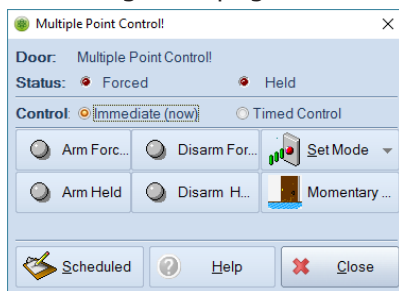 Multiple Point Control!
Door: Multiple Point Control!
Status: Forced Held
Control: Immediate (now) Timed Control
Arm Forc... Disarm For... Set Mode
Arm Held Disarm H... Momentary ...
Scheduled Help Close